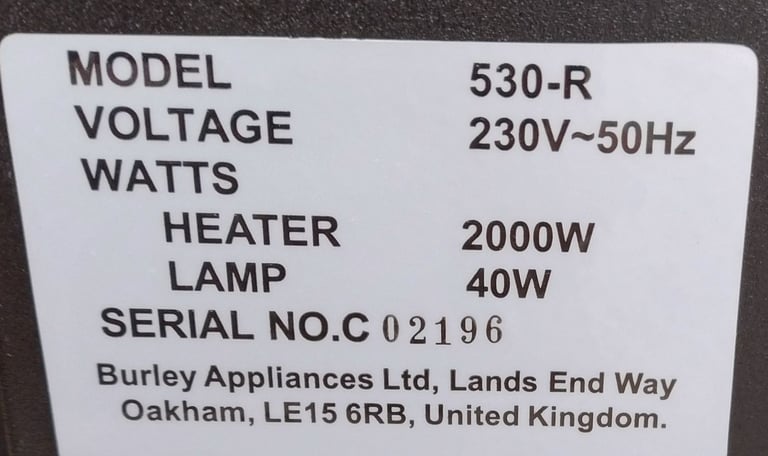 MODEL 530-R
VOLTAGE 230V~50Hz
WATTS
HEATER 2000W
LAMP 40W
SERIAL NO.C 02196
Burley Appliances Ltd, Lands End Way
Oakham, LE15 6RB, United Kingdom.